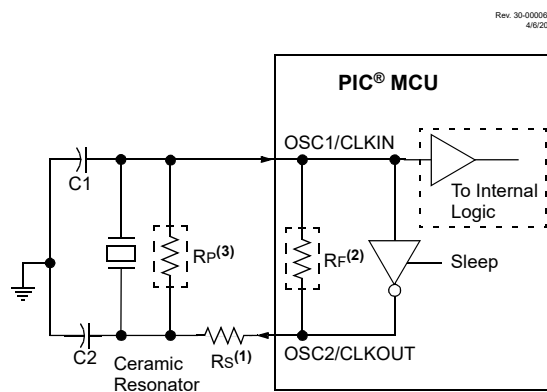 Rev. 30-00006
4/6/20
PIC® MCU
OSC1/CLKIN
C1
To Internal
Logic
RP(3)
RF(2)
Sleep
C2
Ceramic
Resonator
RS(1)
OSC2/CLKOUT